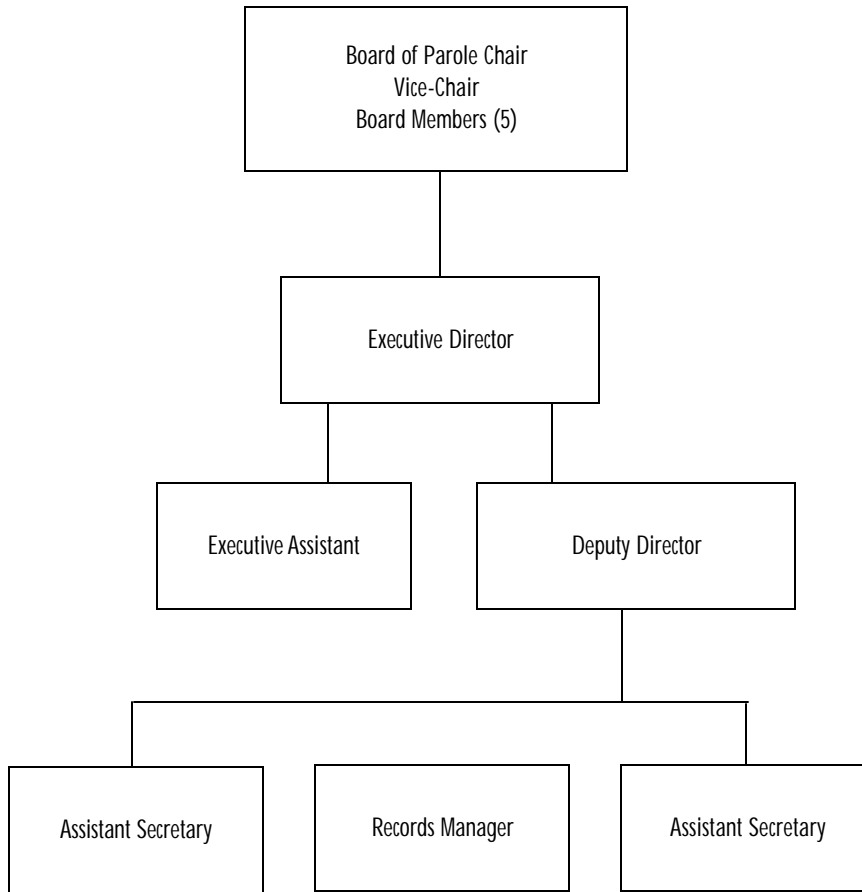 Board of Parole Chair
Vice-Chair
Board Members (5)
Executive Director
Executive Assistant
Deputy Director
Assistant Secretary
Records Manager
Assistant Secretary